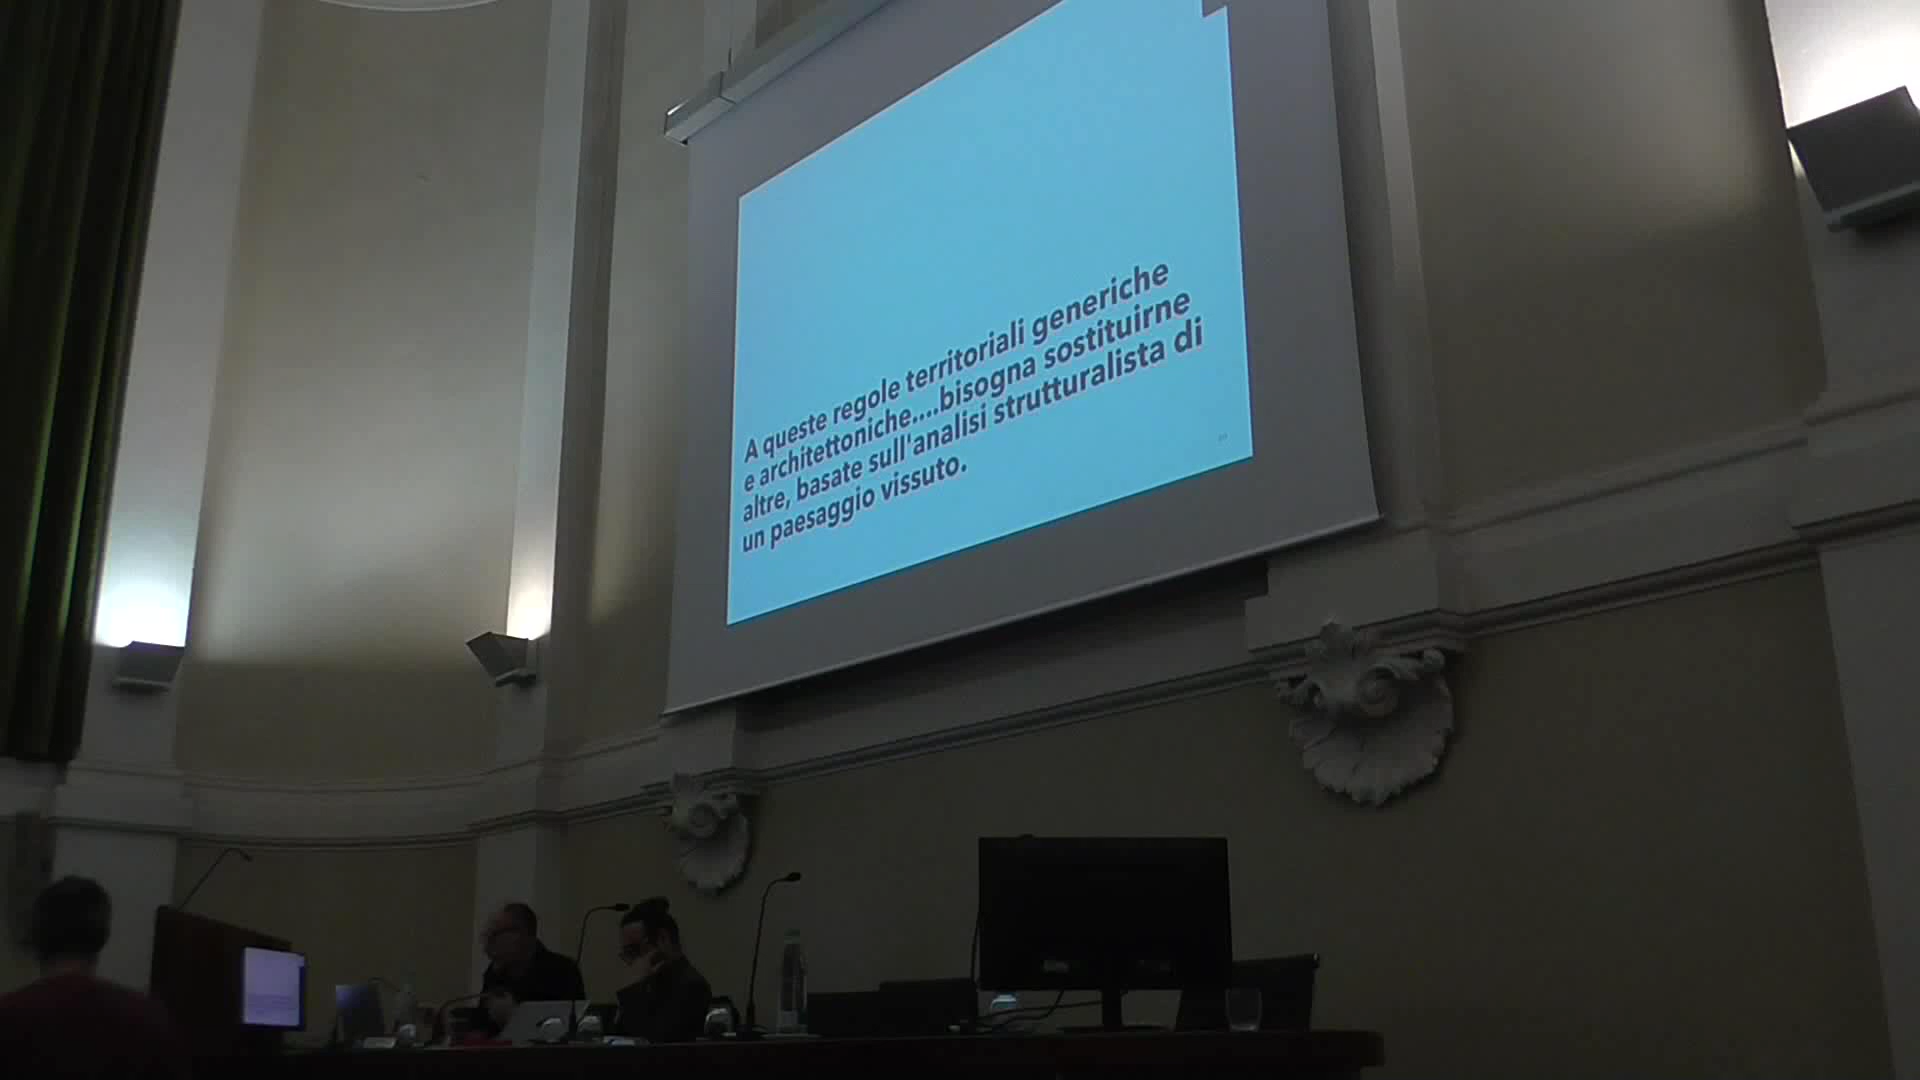 A queste regole territoriali generiche
e architettoniche....bisogna sostituirne
altre, basate sull'analisi strutturalista di
un paesaggio vissuto.